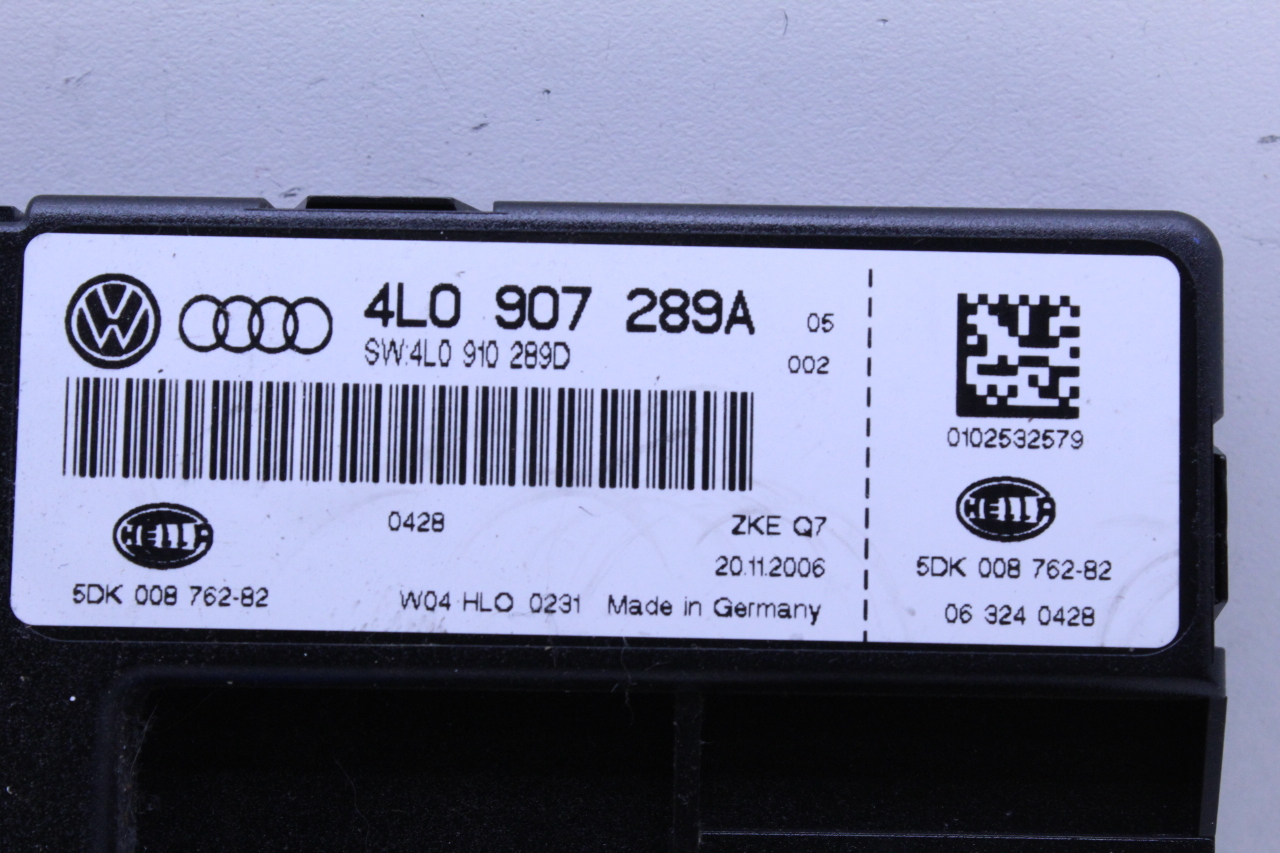 4L0 907 289A 05
SW:4L0 910 289D 002
0428 ZKE Q7
20.11.2006
HELLA
5DK 008 762-82
W04 HLO 0231 Made in Germany
0102532579
HELLA
5DK 008 762-82
06 324 0428